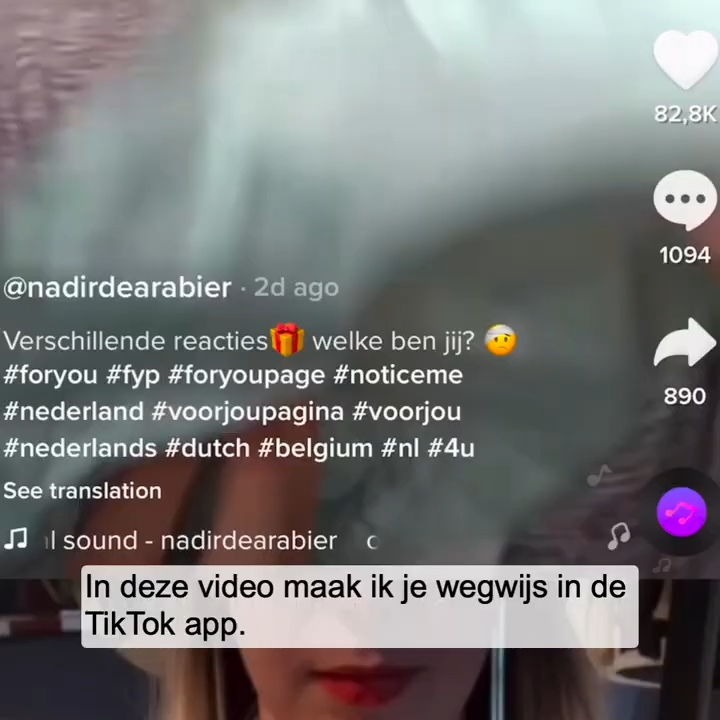 82,8K
1094
@nadirdearabier · 2d ago
Verschillende reacties🎁 welke ben jij? 🤕
#foryou #fyp #foryoupage #noticeme
890
#nederland #voorjoupagina #voorjou
#nederlands #dutch #belgium #nl #4u
See translation
l sound - nadirdearabier
In deze video maak ik je wegwijs in de
TikTok app.